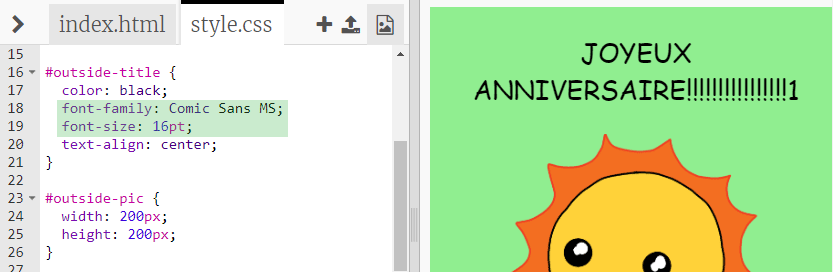 index.html
style.css
15
16 #outside-title {
17 color: black;
18 font-family: Comic Sans MS;
19 font-size: 16pt;
20 text-align: center;
21 }
22
23 #outside-pic {
24 width: 200px;
25 height: 200px;
26 }
27
JOYEUX
ANNIVERSAIRE!!!!!!!!!!!!!!!!1